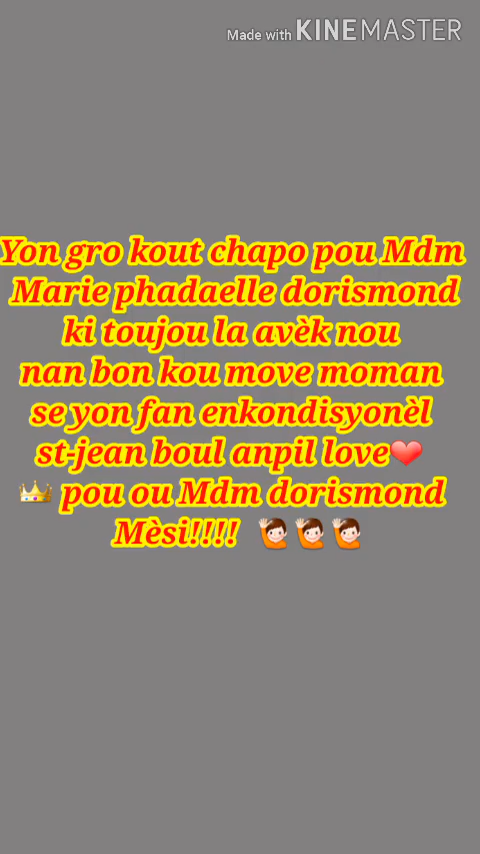 Made with KINEMASTER
Yon gro kout chapo pou Mdm
Marie phadaelle dorismond
ki toujou la avèk nou
nan bon kou move moman
se yon fan enkondisyonèl
st-jean boul anpil love❤
👑 pou ou Mdm dorismond
Mèsi!!!! 🙋🙋🙋